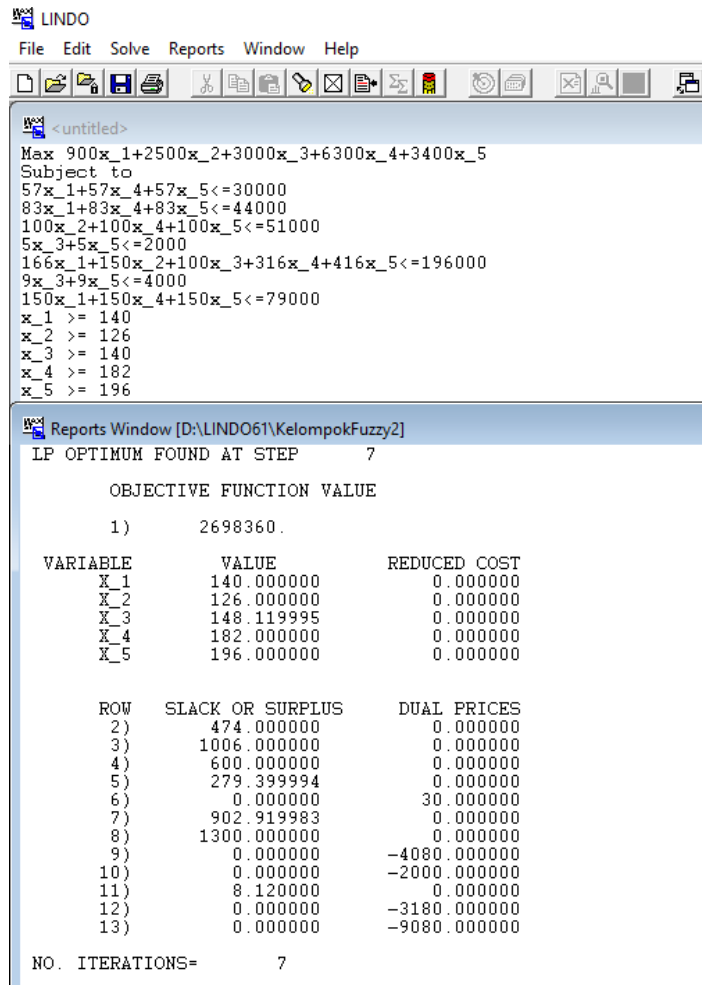 LINDO
File Edit Solve Reports Window Help
<untitled>
Max 900x_1+2500x_2+3000x_3+6300x_4+3400x_5
Subject to
57x_1+57x_4+57x_5<=30000
83x_1+83x_4+83x_5<=44000
100x_2+100x_4+100x_5<=51000
5x_3+5x_5<=2000
166x_1+150x_2+100x_3+316x_4+416x_5<=196000
9x_3+9x_5<=4000
150x_1+150x_4+150x_5<=79000
x_1 >= 140
x_2 >= 126
x_3 >= 140
x_4 >= 182
x_5 >= 196
Reports Window [D:\LINDO61\KelompokFuzzy2]
LP OPTIMUM FOUND AT STEP 7
OBJECTIVE FUNCTION VALUE
1) 2698360.
VARIABLE VALUE REDUCED COST
X_1 140.000000 0.000000
X_2 126.000000 0.000000
X_3 148.119995 0.000000
X_4 182.000000 0.000000
X_5 196.000000 0.000000
ROW SLACK OR SURPLUS DUAL PRICES
2) 474.000000 0.000000
3) 1006.000000 0.000000
4) 600.000000 0.000000
5) 279.399994 0.000000
6) 0.000000 30.000000
7) 902.919983 0.000000
8) 1300.000000 0.000000
9) 0.000000 -4080.000000
10) 0.000000 -2000.000000
11) 8.120000 0.000000
12) 0.000000 -3180.000000
13) 0.000000 -9080.000000
NO. ITERATIONS= 7